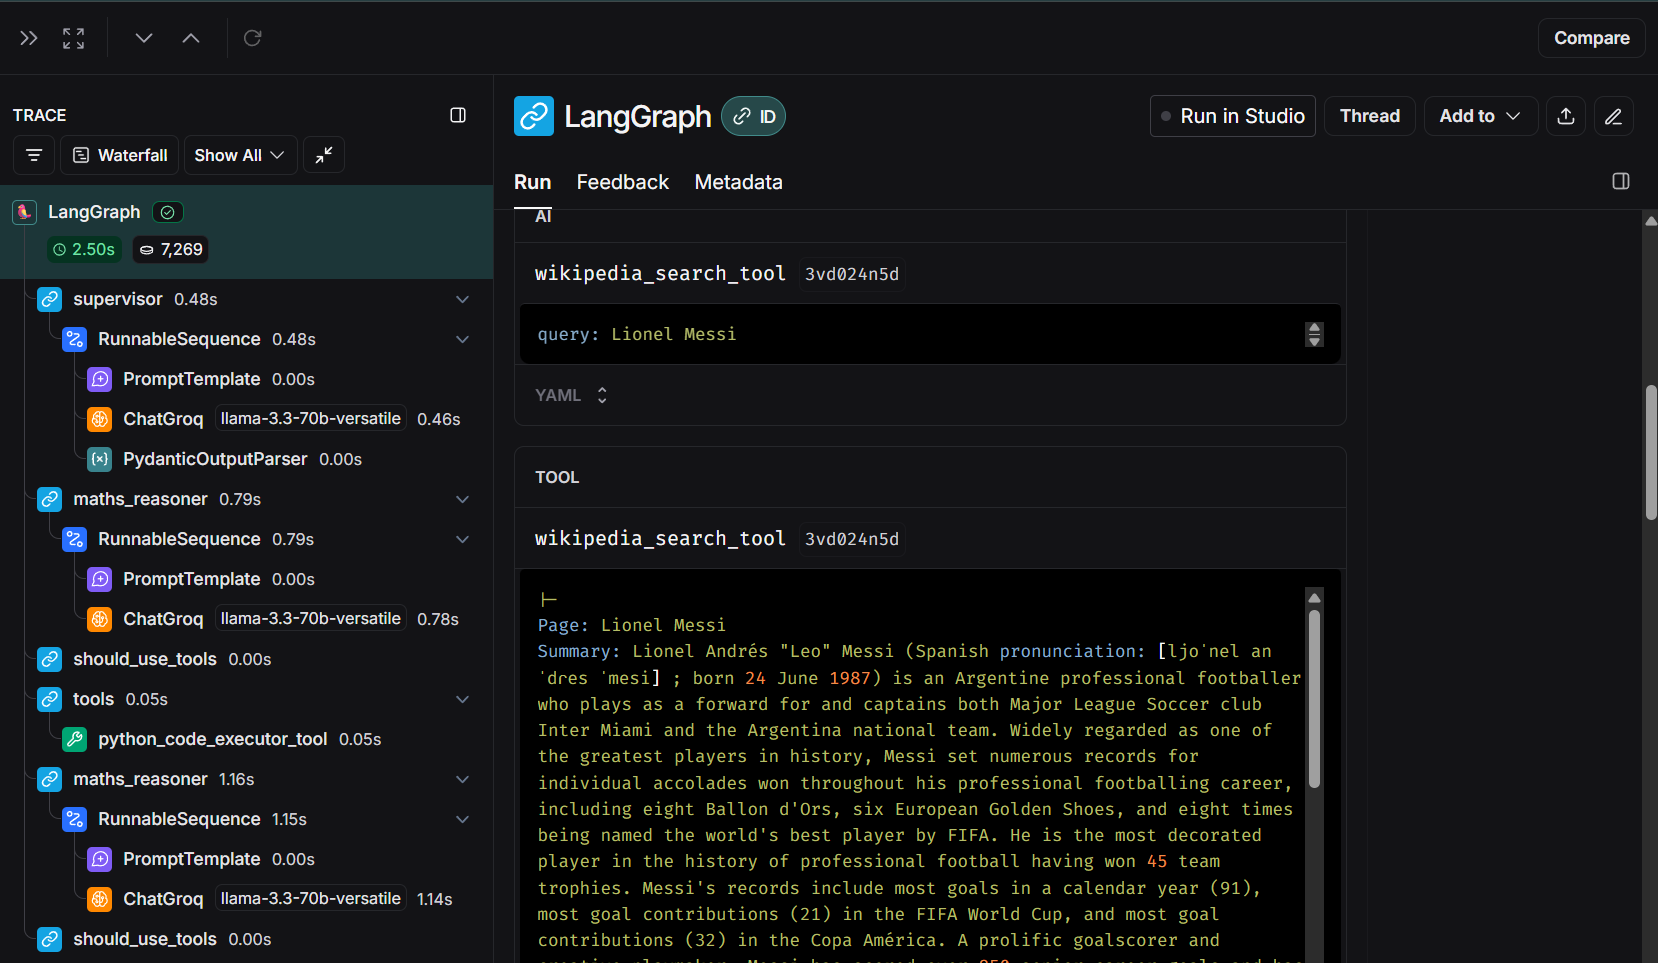 Compare
TRACE
Waterfall
Show All
LangGraph
2.50s
7,269
supervisor 0.48s
RunnableSequence 0.48s
PromptTemplate 0.00s
ChatGroq llama-3.3-70b-versatile 0.46s
PydanticOutputParser 0.00s
maths_reasoner 0.79s
RunnableSequence 0.79s
PromptTemplate 0.00s
ChatGroq llama-3.3-70b-versatile 0.78s
should_use_tools 0.00s
tools 0.05s
python_code_executor_tool 0.05s
maths_reasoner 1.16s
RunnableSequence 1.15s
PromptTemplate 0.00s
ChatGroq llama-3.3-70b-versatile 1.14s
should_use_tools 0.00s
LangGraph ID
Run in Studio
Thread
Add to
Run Feedback Metadata
AI
wikipedia_search_tool 3vd024n5d
query: Lionel Messi
YAML
TOOL
wikipedia_search_tool 3vd024n5d
|-
Page: Lionel Messi
Summary: Lionel Andrés "Leo" Messi (Spanish pronunciation: [ljoˈnel an
ˈdɾes ˈmesi] ; born 24 June 1987) is an Argentine professional footballer
who plays as a forward for and captains both Major League Soccer club
Inter Miami and the Argentina national team. Widely regarded as one of
the greatest players in history, Messi set numerous records for
individual accolades won throughout his professional footballing career,
including eight Ballon d'Ors, six European Golden Shoes, and eight times
being named the world's best player by FIFA. He is the most decorated
player in the history of professional football having won 45 team
trophies. Messi's records include most goals in a calendar year (91),
most goal contributions (21) in the FIFA World Cup, and most goal
contributions (32) in the Copa América. A prolific goalscorer and